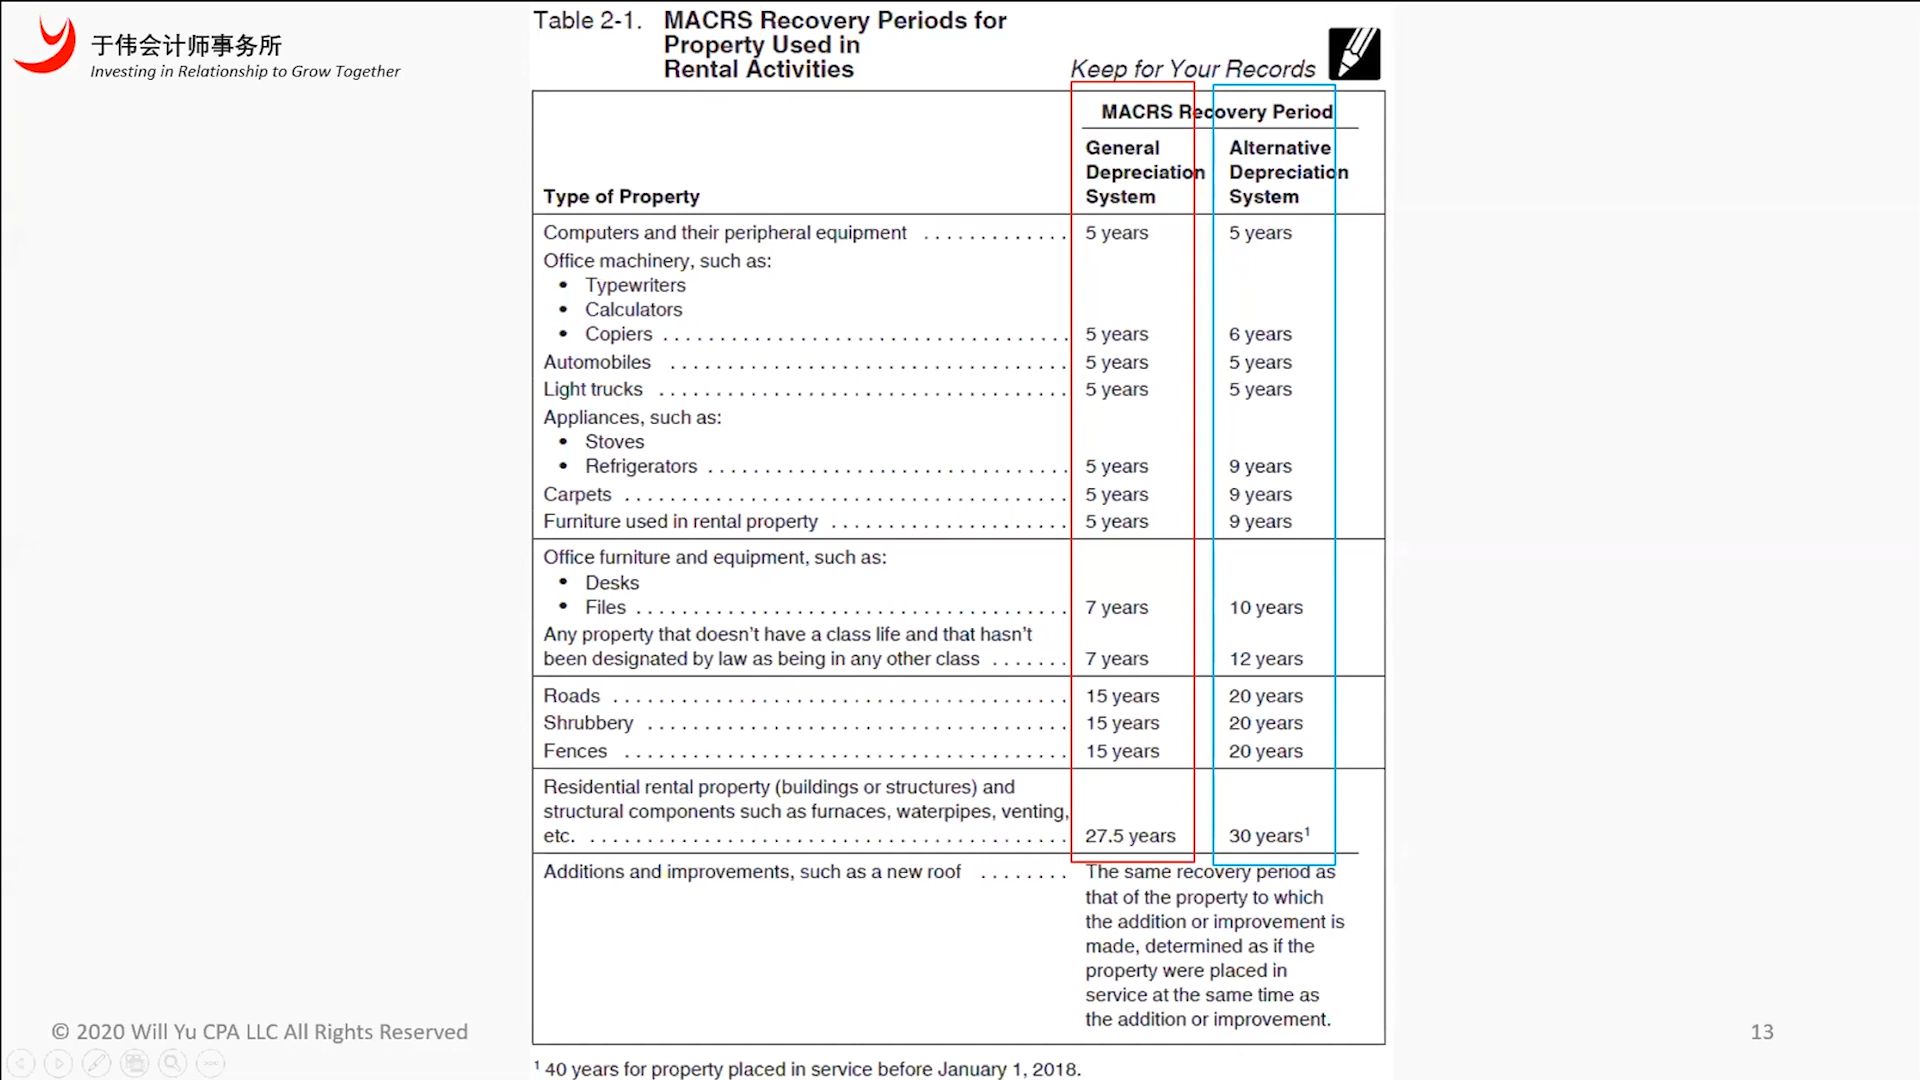 于伟会计师事务所
Investing in Relationship to Grow Together
Table 2-1. MACRS Recovery Periods for
Property Used in
Rental Activities
Keep for Your Records
MACRS Recovery Period
General Alternative
Depreciation Depreciation
Type of Property System System
Computers and their peripheral equipment . . . . . . . . . . . . . 5 years 5 years
Office machinery, such as:
• Typewriters
• Calculators
• Copiers . . . . . . . . . . . . . . . . . . . . . . . . . . . . . . . . . . . . 5 years 6 years
Automobiles . . . . . . . . . . . . . . . . . . . . . . . . . . . . . . . . . . . 5 years 5 years
Light trucks . . . . . . . . . . . . . . . . . . . . . . . . . . . . . . . . . . . . 5 years 5 years
Appliances, such as:
• Stoves
• Refrigerators . . . . . . . . . . . . . . . . . . . . . . . . . . . . . . . . 5 years 9 years
Carpets . . . . . . . . . . . . . . . . . . . . . . . . . . . . . . . . . . . . . . . 5 years 9 years
Furniture used in rental property . . . . . . . . . . . . . . . . . . . . . 5 years 9 years
Office furniture and equipment, such as:
• Desks
• Files . . . . . . . . . . . . . . . . . . . . . . . . . . . . . . . . . . . . . . 7 years 10 years
Any property that doesn’t have a class life and that hasn’t
been designated by law as being in any other class . . . . . . . 7 years 12 years
Roads . . . . . . . . . . . . . . . . . . . . . . . . . . . . . . . . . . . . . . . . 15 years 20 years
Shrubbery . . . . . . . . . . . . . . . . . . . . . . . . . . . . . . . . . . . . . 15 years 20 years
Fences . . . . . . . . . . . . . . . . . . . . . . . . . . . . . . . . . . . . . . . 15 years 20 years
Residential rental property (buildings or structures) and
structural components such as furnaces, waterpipes, venting,
etc. . . . . . . . . . . . . . . . . . . . . . . . . . . . . . . . . . . . . . . . . . 27.5 years 30 years¹
Additions and improvements, such as a new roof . . . . . . . . The same recovery period as
that of the property to which
the addition or improvement is
made, determined as if the
property were placed in
service at the same time as
the addition or improvement.
¹ 40 years for property placed in service before January 1, 2018.
© 2020 Will Yu CPA LLC All Rights Reserved
13